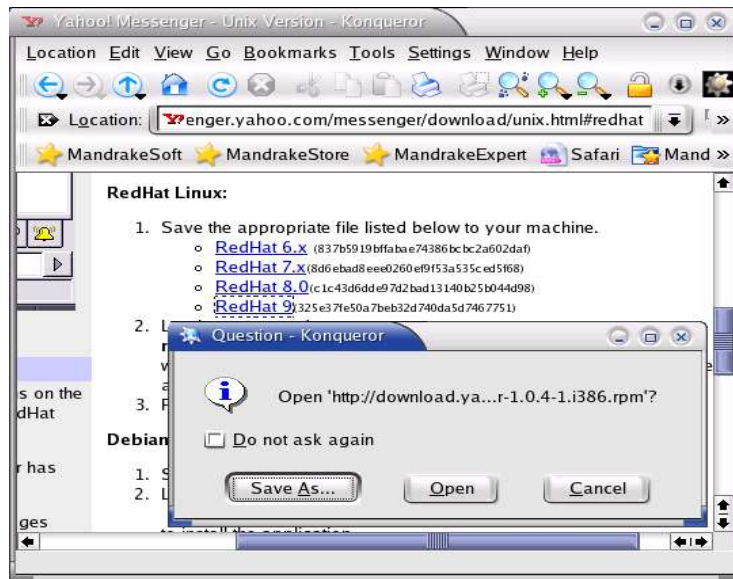 Yahoo! Messenger - Unix Version - Konqueror
Location Edit View Go Bookmarks Tools Settings Window Help
Location: enger.yahoo.com/messenger/download/unix.html#redhat
MandrakeSoft MandrakeStore MandrakeExpert Safari Mand »
RedHat Linux:
1. Save the appropriate file listed below to your machine.
RedHat 6.x (837b5919bffabae74386bcbc2a602daf)
RedHat 7.x(8d6ebad8eee0260ef9f53a535ced5f68)
RedHat 8.0(c1c43d6dde97d2bad13140b25b044d98)
RedHat 9(325e37fe50a7beb32d740da5d7467751)
2. L
Question - Konqueror
Open 'http://download.ya...r-1.0.4-1.i386.rpm'?
Do not ask again
Save As... Open Cancel
s on the
dHat
3. F
Debian
r has
1. S
2. L
ges
to install the application